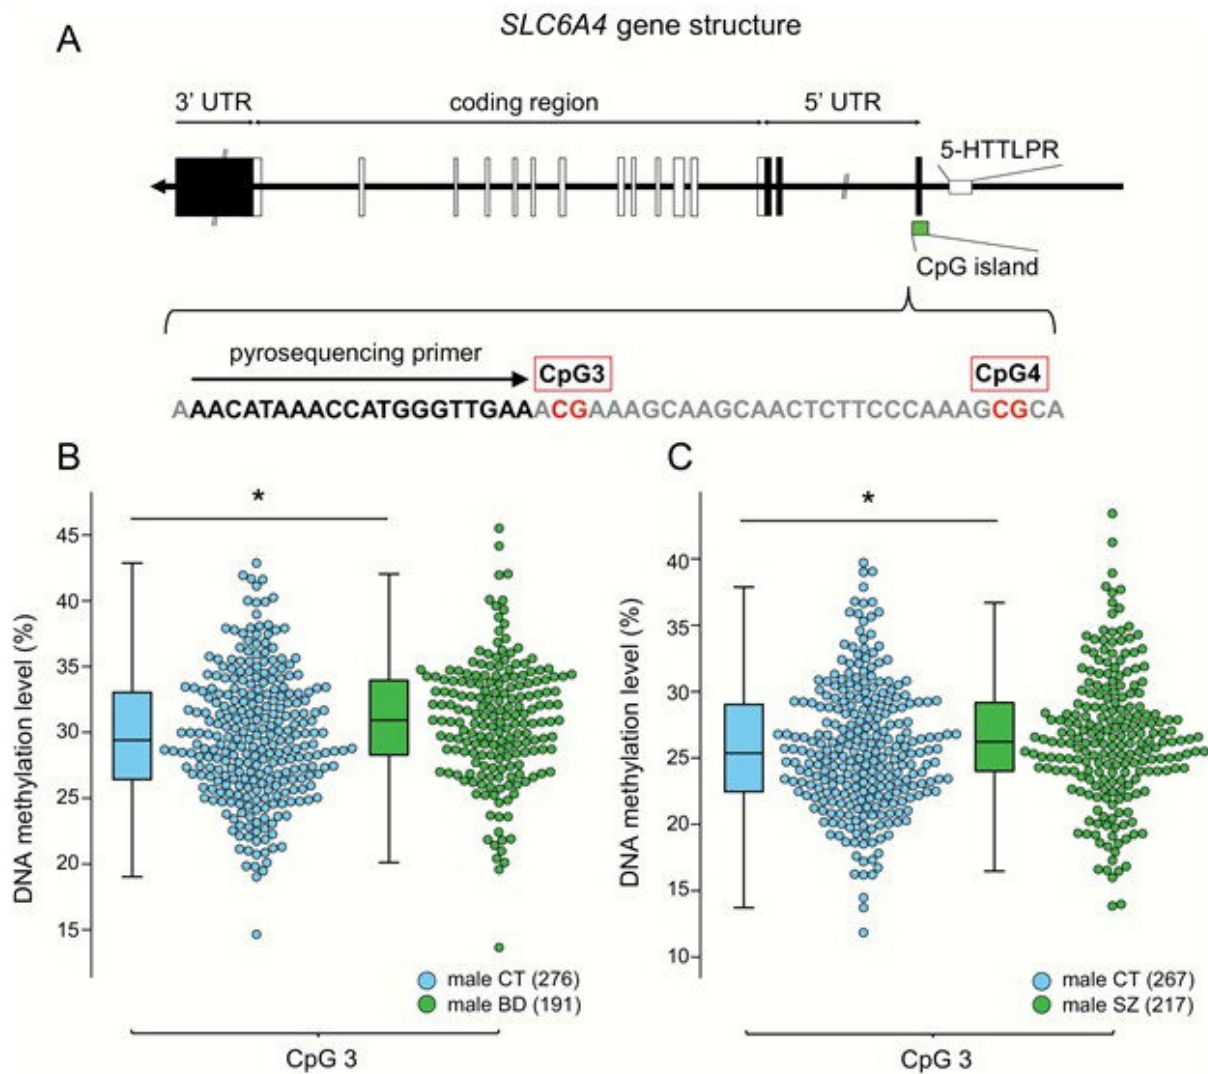 A
SLC6A4 gene structure
3' UTR
coding region
5' UTR
5-HTTLPR
CpG island
pyrosequencing primer
CpG3
CpG4
AAACATAAACCATGGGTTGAAACGAAAGCAAGCAACTCTTCCCAAAGCGCA
B
*
DNA methylation level (%)
45
40
35
30
25
20
15
male CT (276)
male BD (191)
CpG 3
C
*
DNA methylation level (%)
40
35
30
25
20
15
10
male CT (267)
male SZ (217)
CpG 3